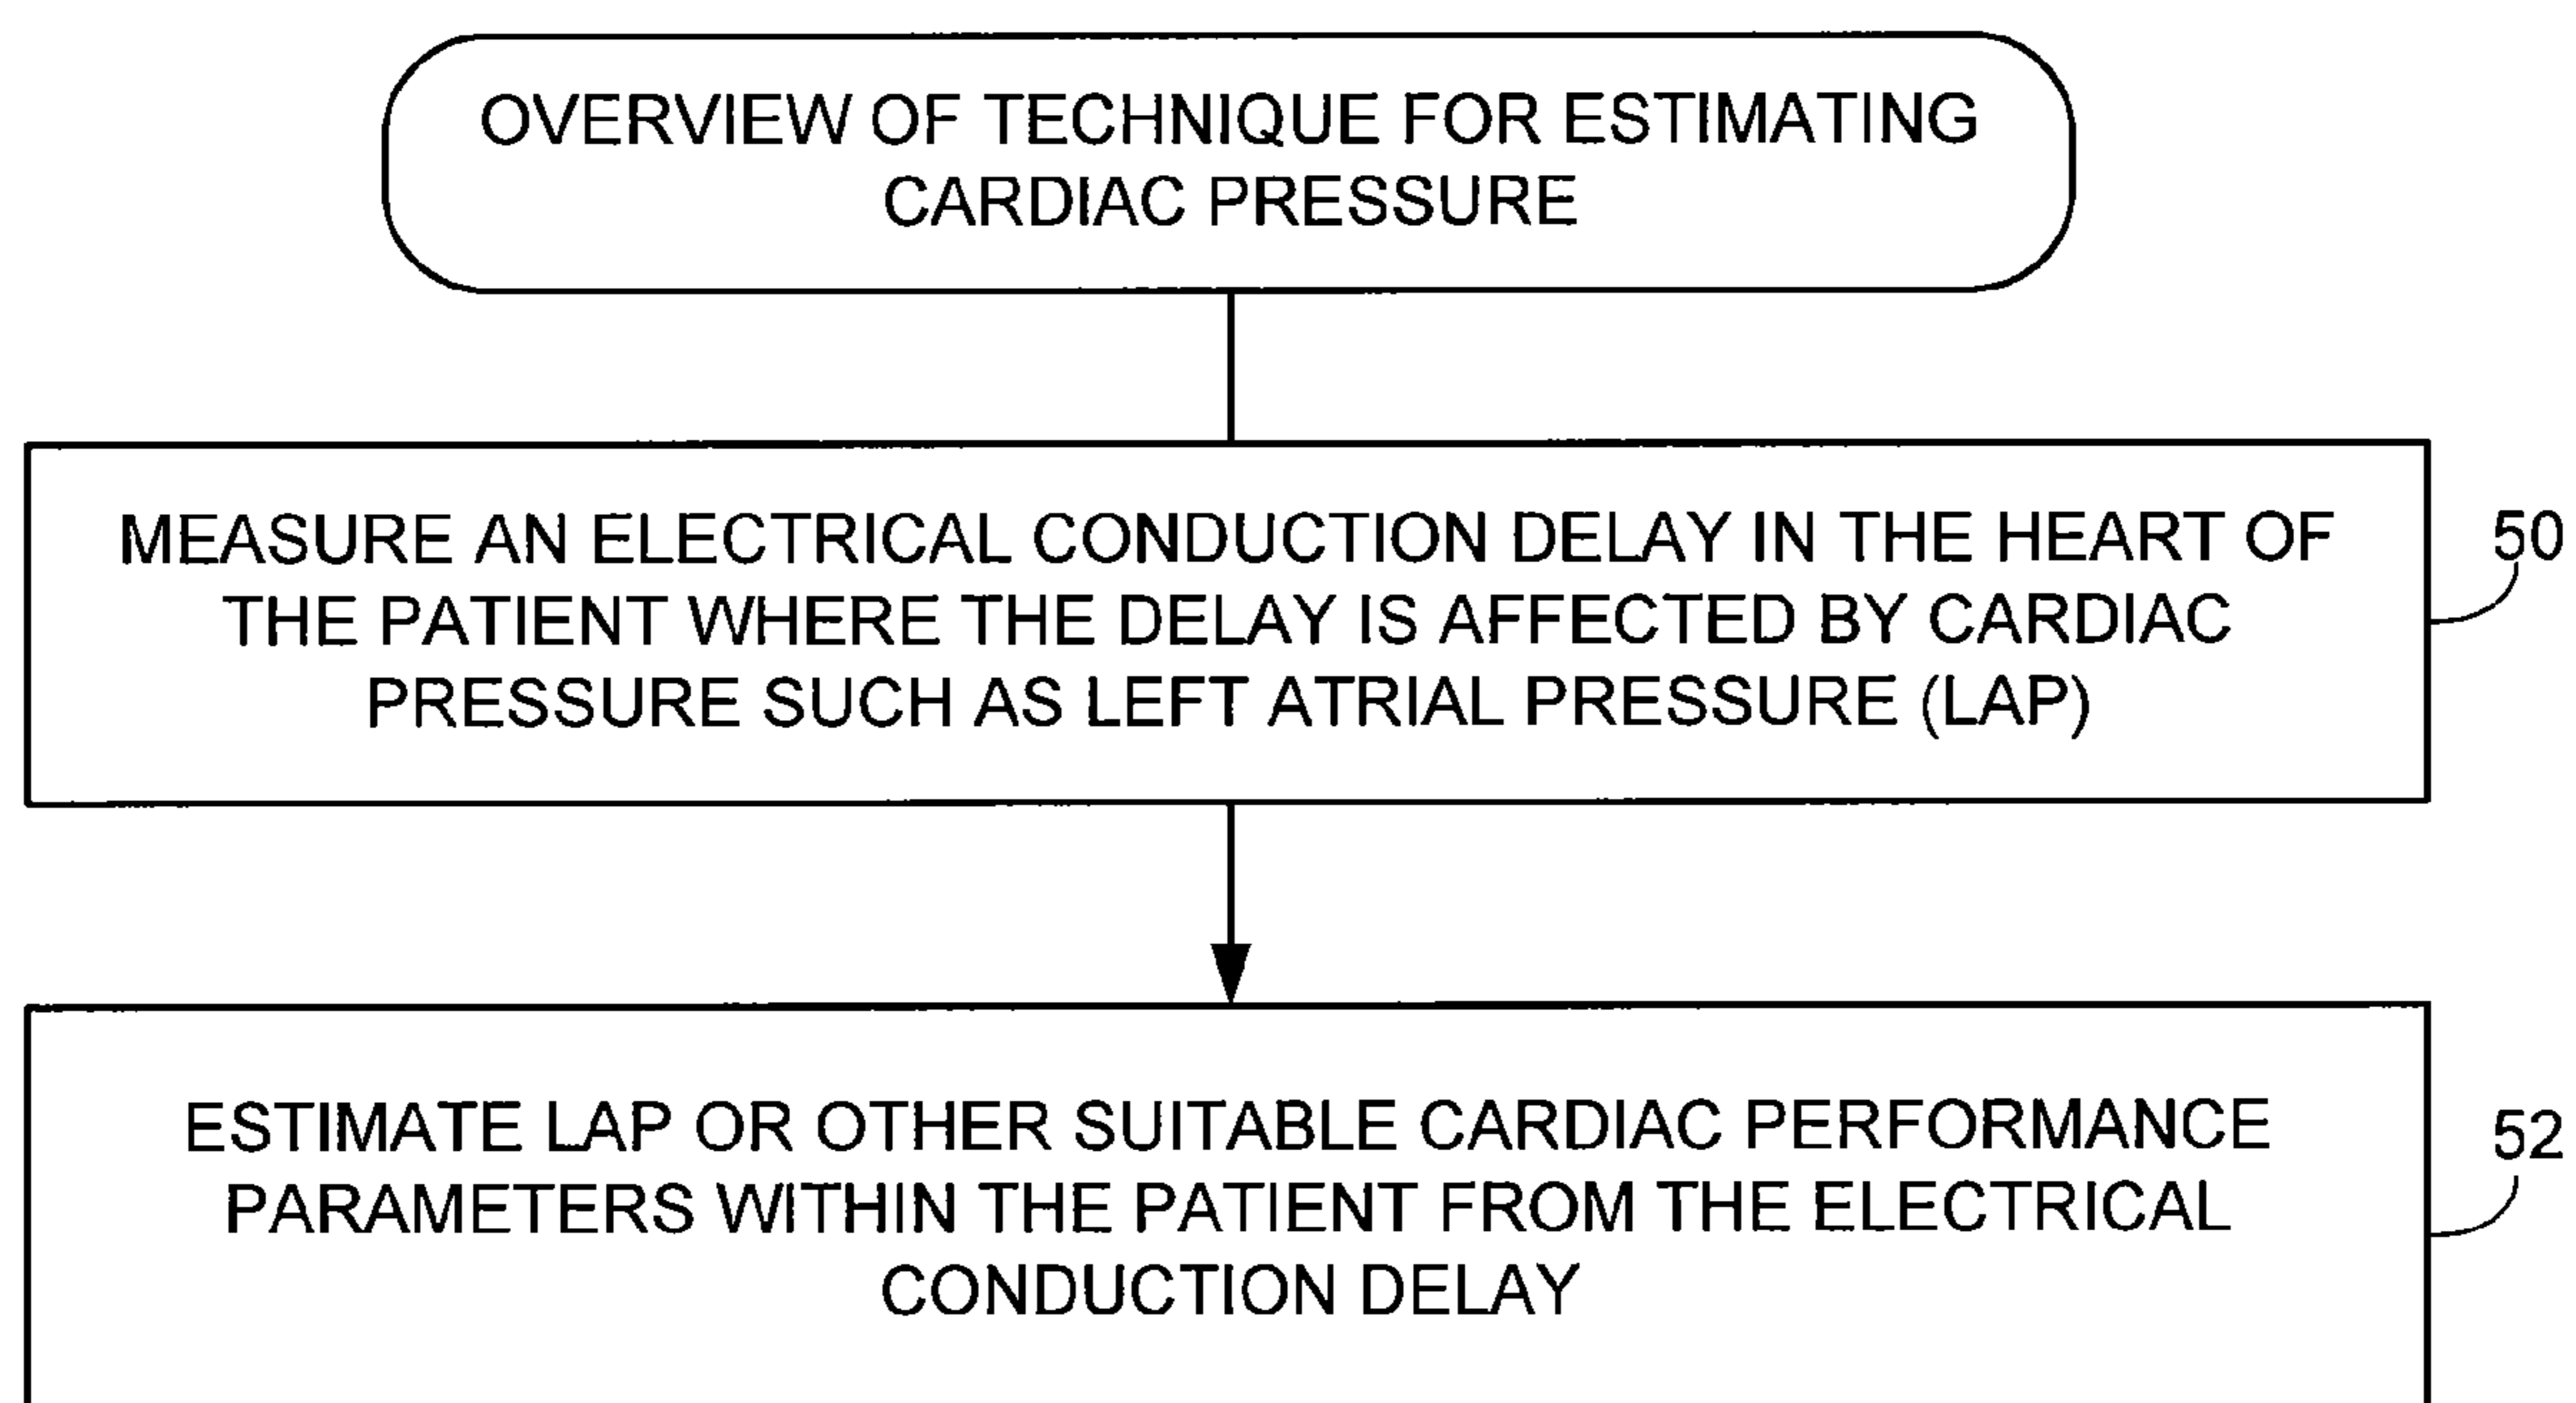 OVERVIEW OF TECHNIQUE FOR ESTIMATING
CARDIAC PRESSURE
MEASURE AN ELECTRICAL CONDUCTION DELAY IN THE HEART OF
THE PATIENT WHERE THE DELAY IS AFFECTED BY CARDIAC
PRESSURE SUCH AS LEFT ATRIAL PRESSURE (LAP)
50
ESTIMATE LAP OR OTHER SUITABLE CARDIAC PERFORMANCE
PARAMETERS WITHIN THE PATIENT FROM THE ELECTRICAL
CONDUCTION DELAY
52